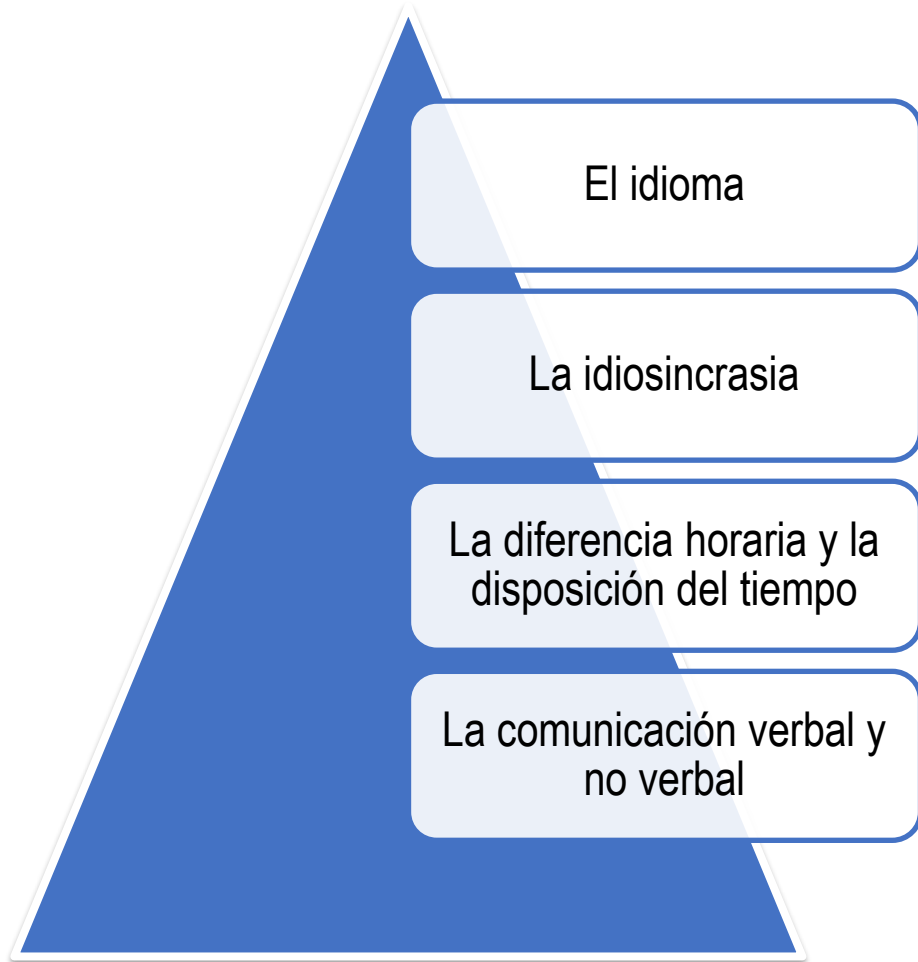 El idioma
La idiosincrasia
La diferencia horaria y la
disposición del tiempo
La comunicación verbal y
no verbal